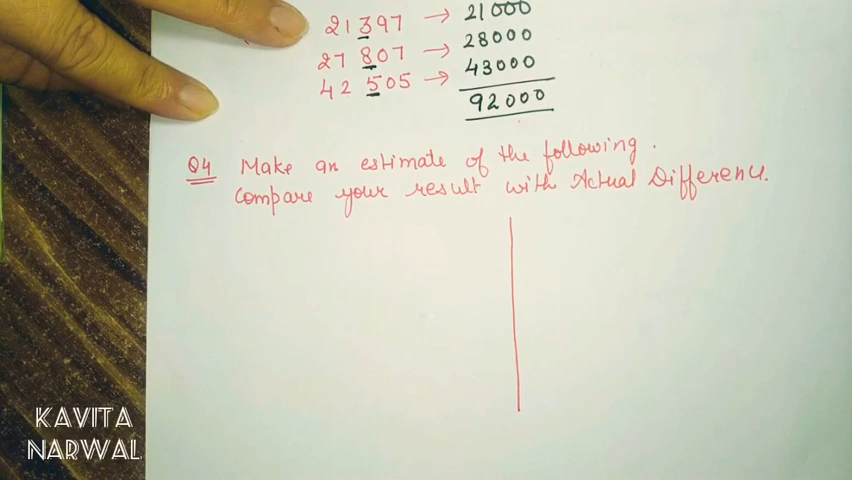 21397 → 21000
27807 → 28000
42505 → 43000
92000
Q4 Make an estimate of the following.
Compare your result with Actual Difference.
KAVITA
NARWAL